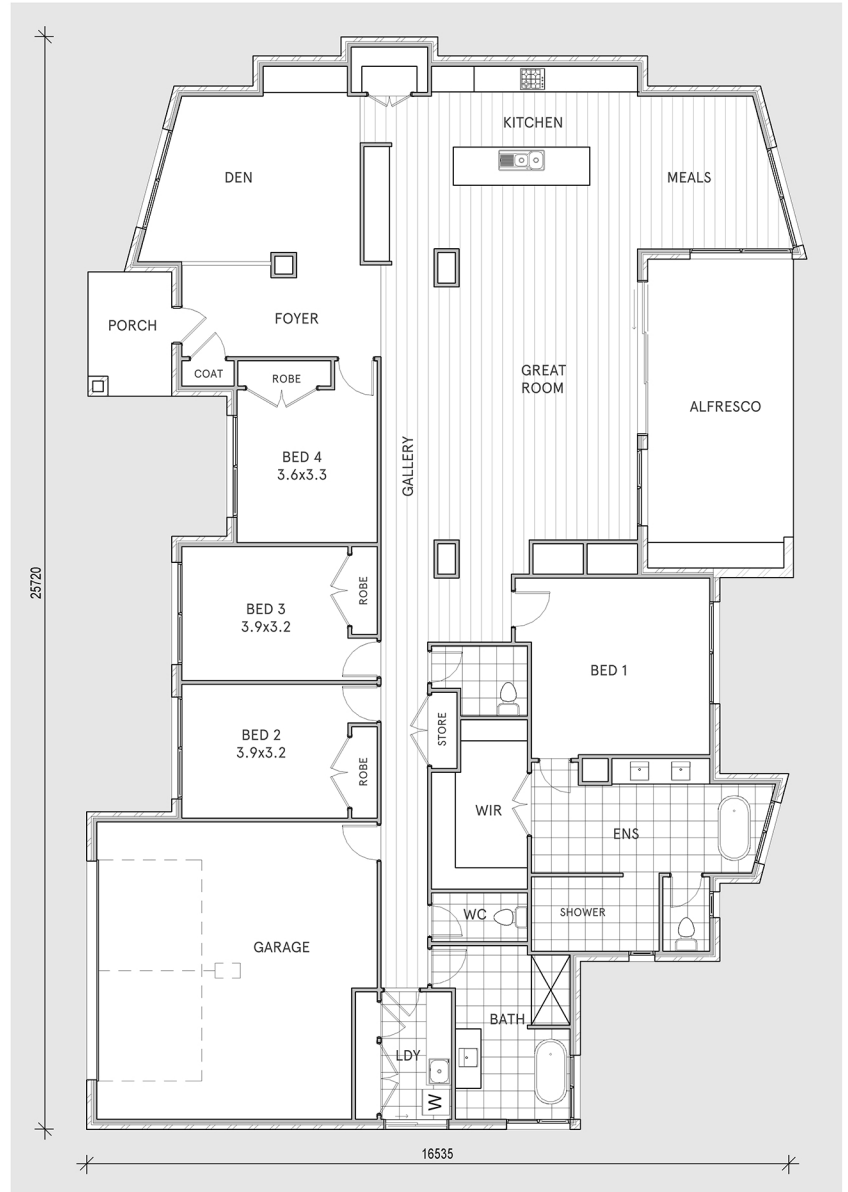 KITCHEN
DEN
MEALS
PORCH
FOYER
COAT
ROBE
GREAT
ROOM
ALFRESCO
BED 4
3.6x3.3
GALLERY
25720
BED 3
3.9x3.2
ROBE
BED 1
BED 2
3.9x3.2
STORE
ROBE
WIR
ENS
WC
SHOWER
GARAGE
BATH
LDY
W
16535